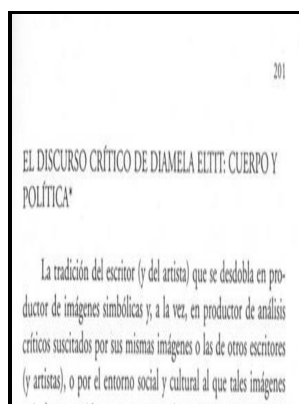 201
EL DISCURSO CRÍTICO DE DIAMELA ELTIT: CUERPO Y
POLÍTICA*
La tradición del escritor (y del artista) que se desdobla en pro-
ductor de imágenes simbólicas y, a la vez, en productor de análisis
críticos suscitados por sus mismas imágenes o las de otros escritores
(y artistas), o por el entorno social y cultural al que tales imágenes